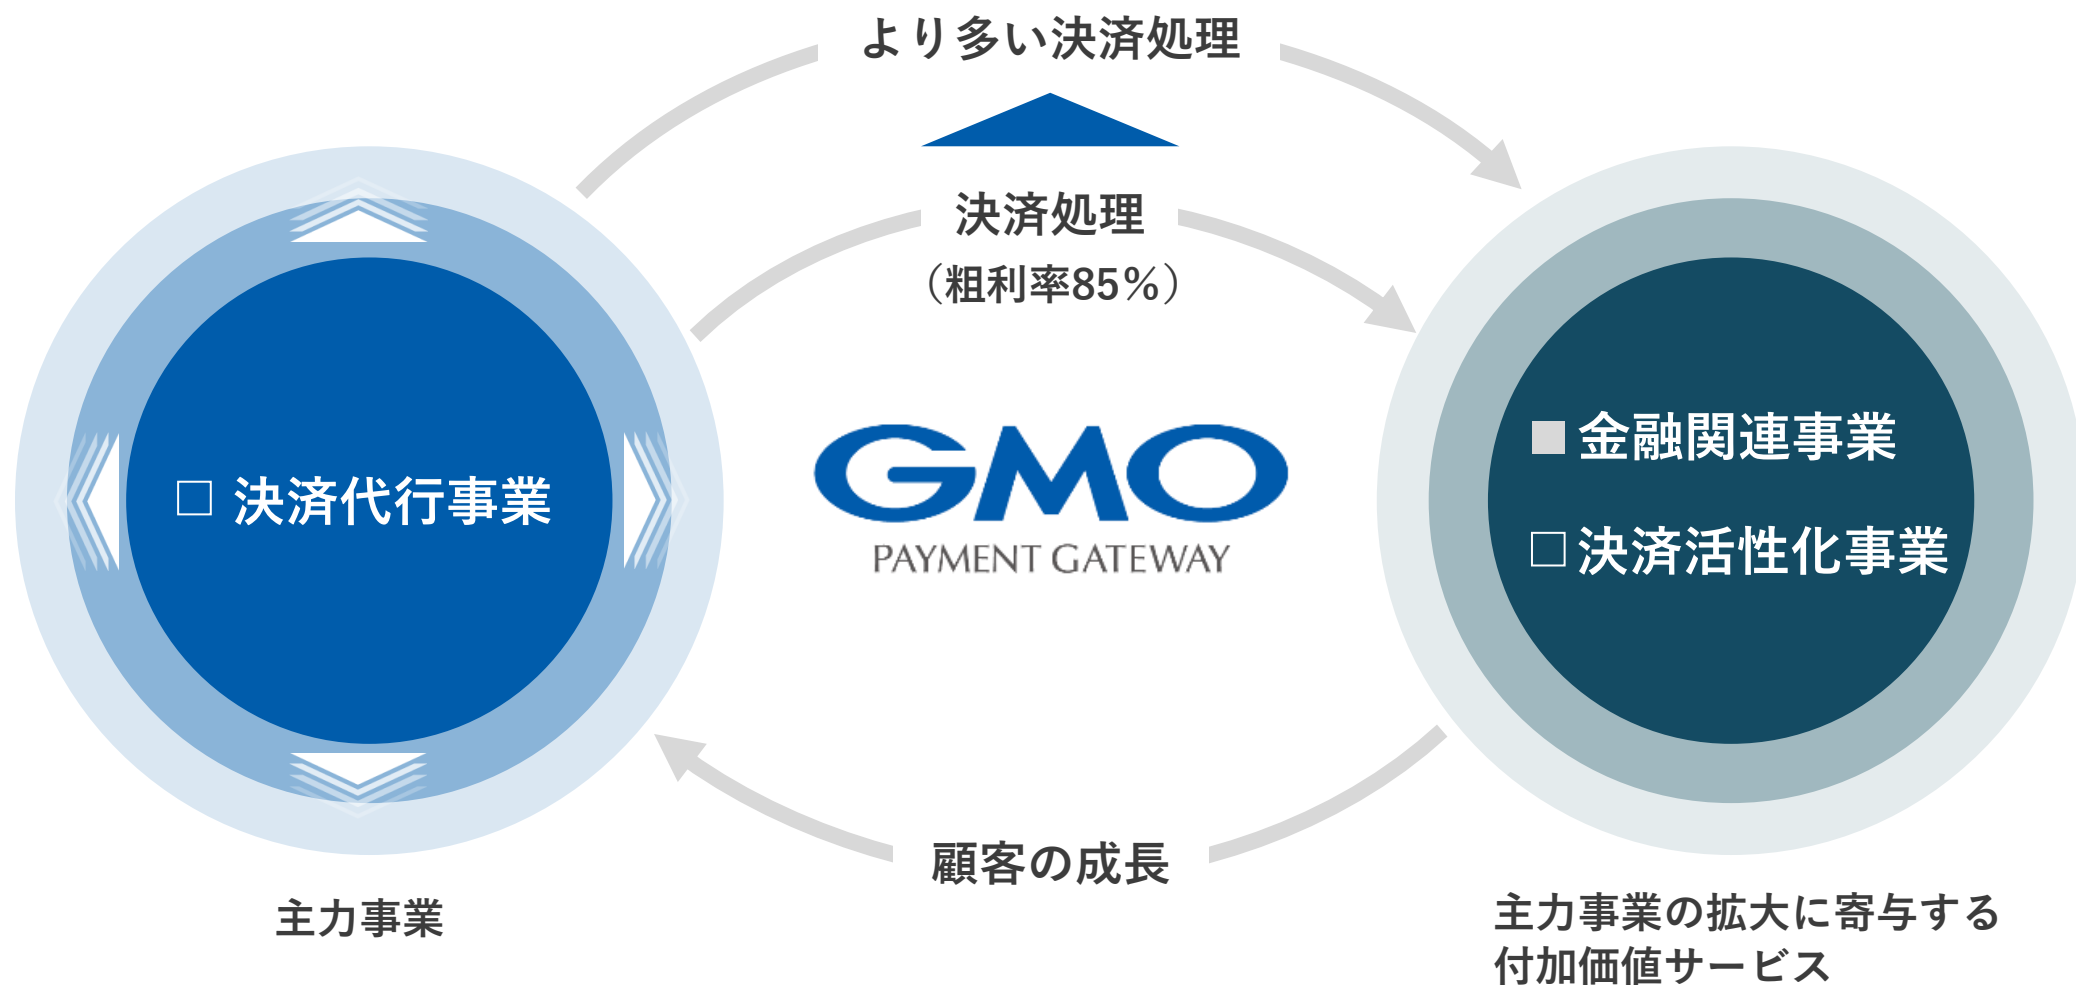 より多い決済処理
決済処理
（粗利率85％）
□ 決済代行事業
GMO
PAYMENT GATEWAY
■ 金融関連事業
□ 決済活性化事業
顧客の成長
主力事業
主力事業の拡大に寄与する
付加価値サービス